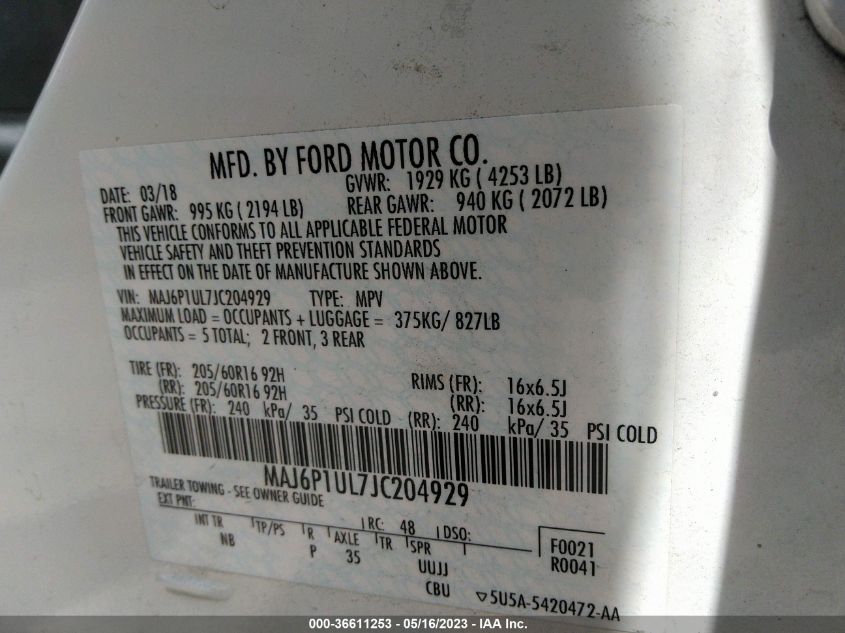 MFD. BY FORD MOTOR CO.
DATE: 03/18 GVWR: 1929 KG ( 4253 LB)
FRONT GAWR: 995 KG ( 2194 LB) REAR GAWR: 940 KG ( 2072 LB)
THIS VEHICLE CONFORMS TO ALL APPLICABLE FEDERAL MOTOR
VEHICLE SAFETY AND THEFT PREVENTION STANDARDS
IN EFFECT ON THE DATE OF MANUFACTURE SHOWN ABOVE.
VIN: MAJ6P1UL7JC204929 TYPE: MPV
MAXIMUM LOAD = OCCUPANTS + LUGGAGE = 375KG/ 827LB
OCCUPANTS = 5 TOTAL; 2 FRONT, 3 REAR
TIRE (FR): 205/60R16 92H RIMS (FR): 16x6.5J
(RR): 205/60R16 92H (RR): 16x6.5J
PRESSURE (FR): 240 kPa/ 35 PSI COLD (RR): 240 kPa/ 35 PSI COLD
MAJ6P1UL7JC204929
TRAILER TOWING - SEE OWNER GUIDE
EXT PNT: RC: 48 DSO: F0021
INT TR TP/PS R AXLE TR SPR R0041
NB P 35 UUJJ
CBU ▽5U5A-5420472-AA
000-36611253 - 05/16/2023 - IAA Inc.